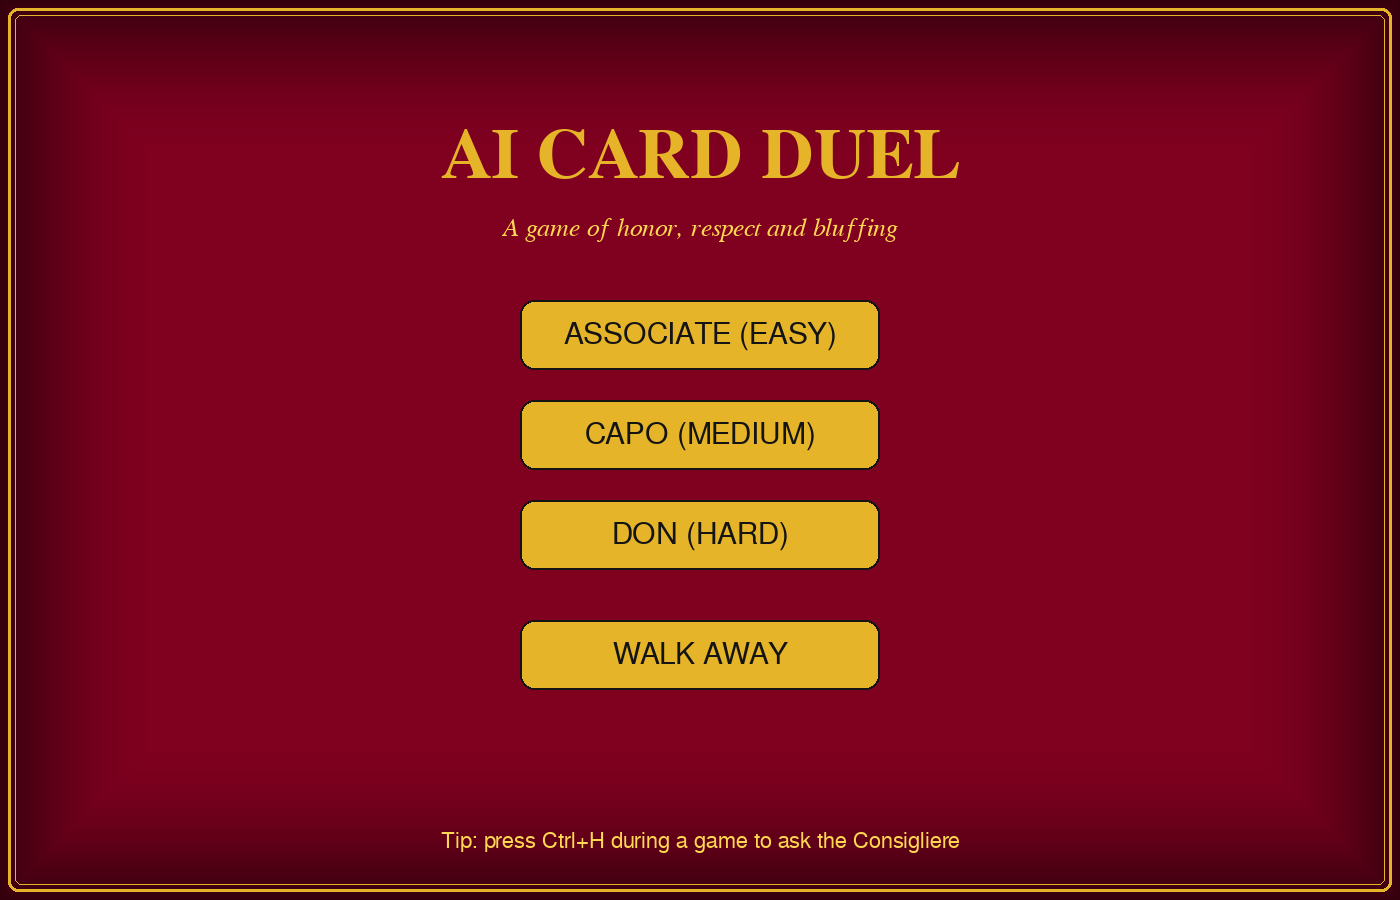 AI CARD DUEL
A game of honor, respect and bluffing
ASSOCIATE (EASY)
CAPO (MEDIUM)
DON (HARD)
WALK AWAY
Tip: press Ctrl+H during a game to ask the Consigliere